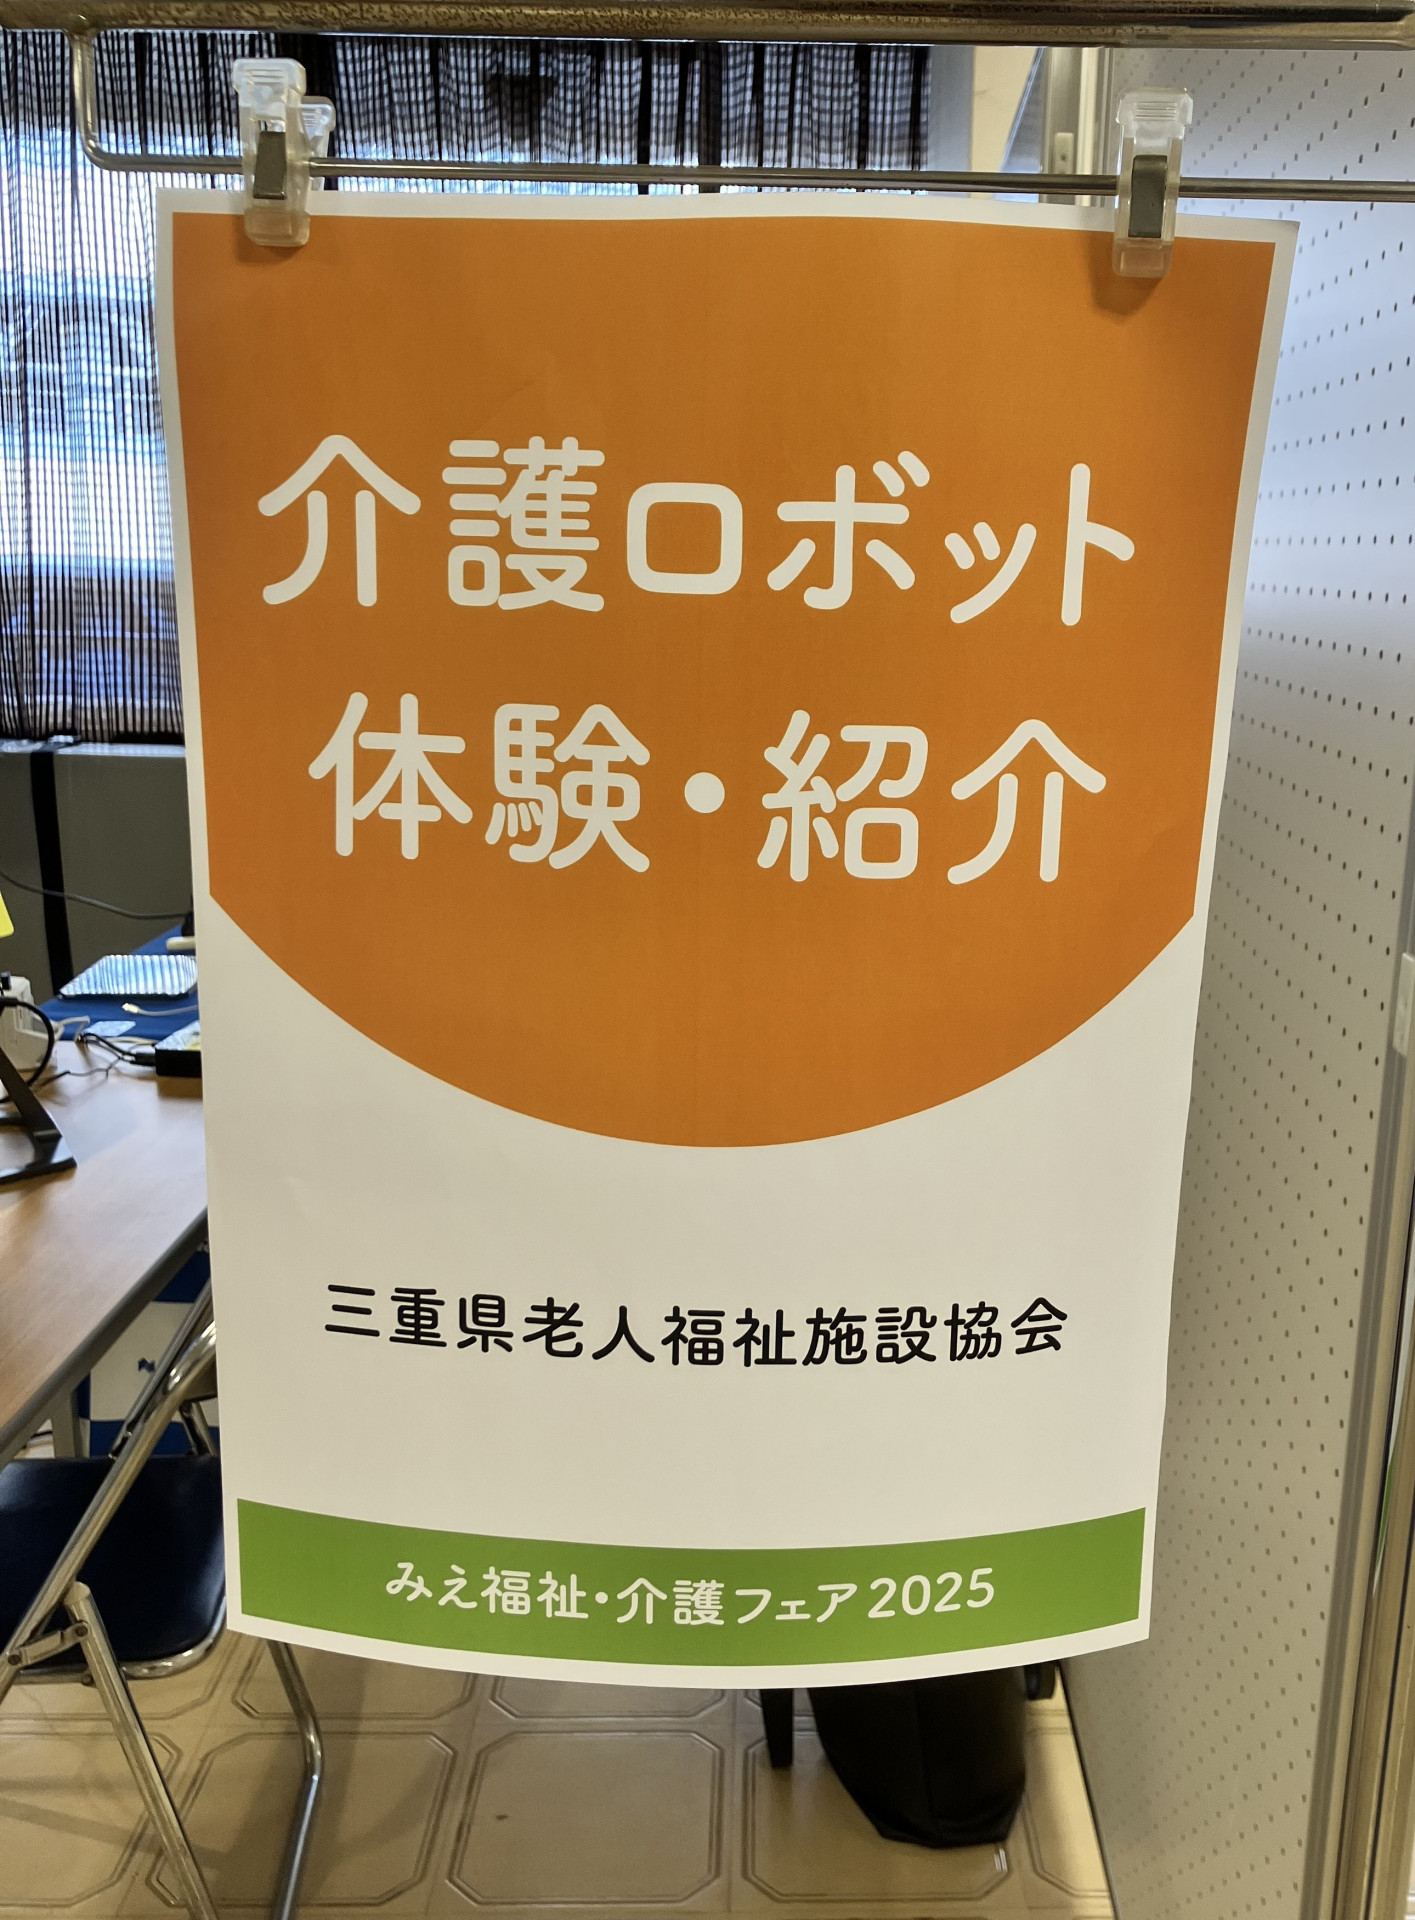 介護ロボット
体験・紹介
三重県老人福祉施設協会
みえ福祉・介護フェア2025